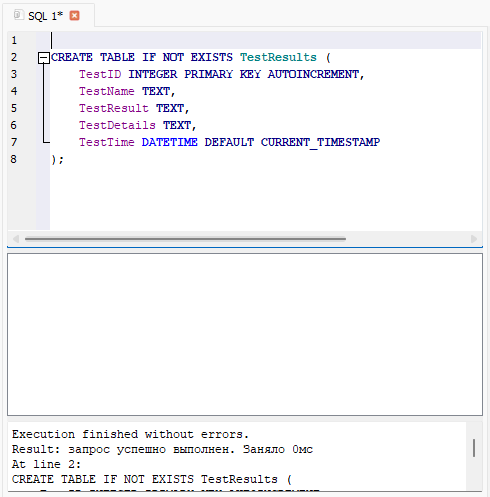 SQL 1*
1
2 CREATE TABLE IF NOT EXISTS TestResults (
3 TestID INTEGER PRIMARY KEY AUTOINCREMENT,
4 TestName TEXT,
5 TestResult TEXT,
6 TestDetails TEXT,
7 TestTime DATETIME DEFAULT CURRENT_TIMESTAMP
8 );
Execution finished without errors.
Result: запрос успешно выполнен. Заняло 0мс
At line 2:
CREATE TABLE IF NOT EXISTS TestResults (